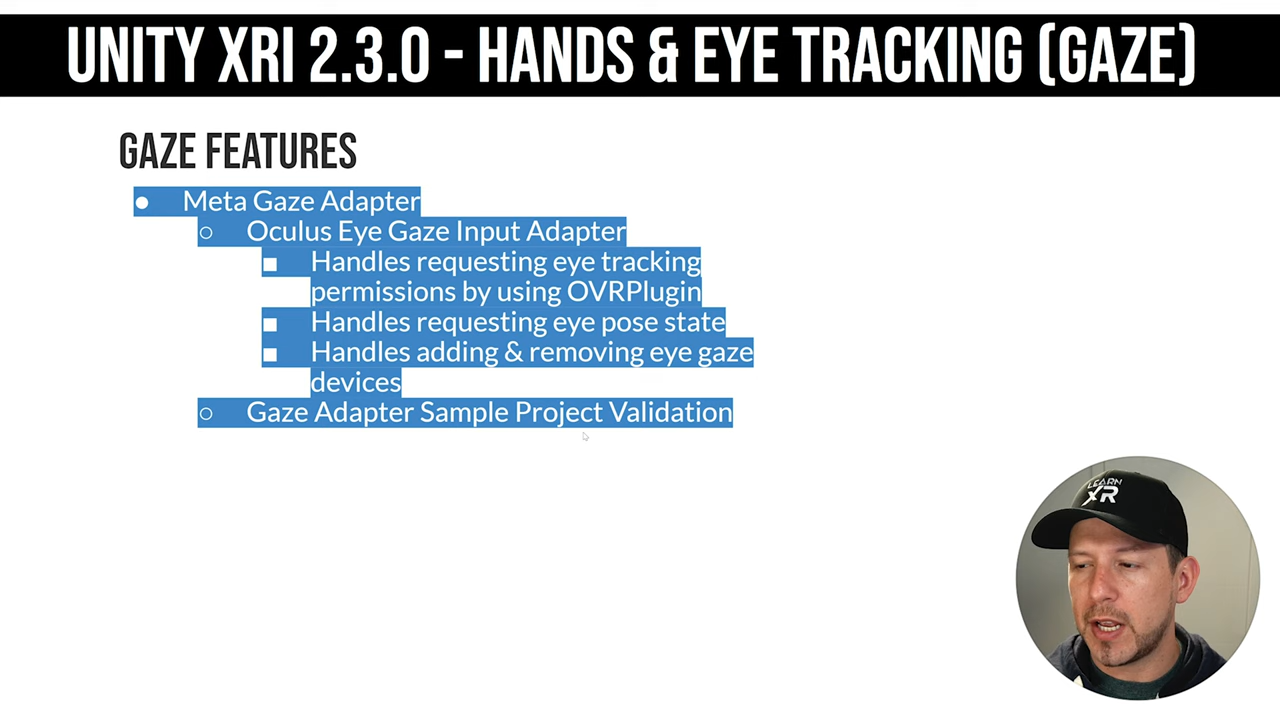 UNITY XRI 2.3.0 - HANDS & EYE TRACKING (GAZE)
GAZE FEATURES
● Meta Gaze Adapter
○ Oculus Eye Gaze Input Adapter
■ Handles requesting eye tracking
permissions by using OVRPlugin
■ Handles requesting eye pose state
■ Handles adding & removing eye gaze
devices
○ Gaze Adapter Sample Project Validation
LEARN
XR